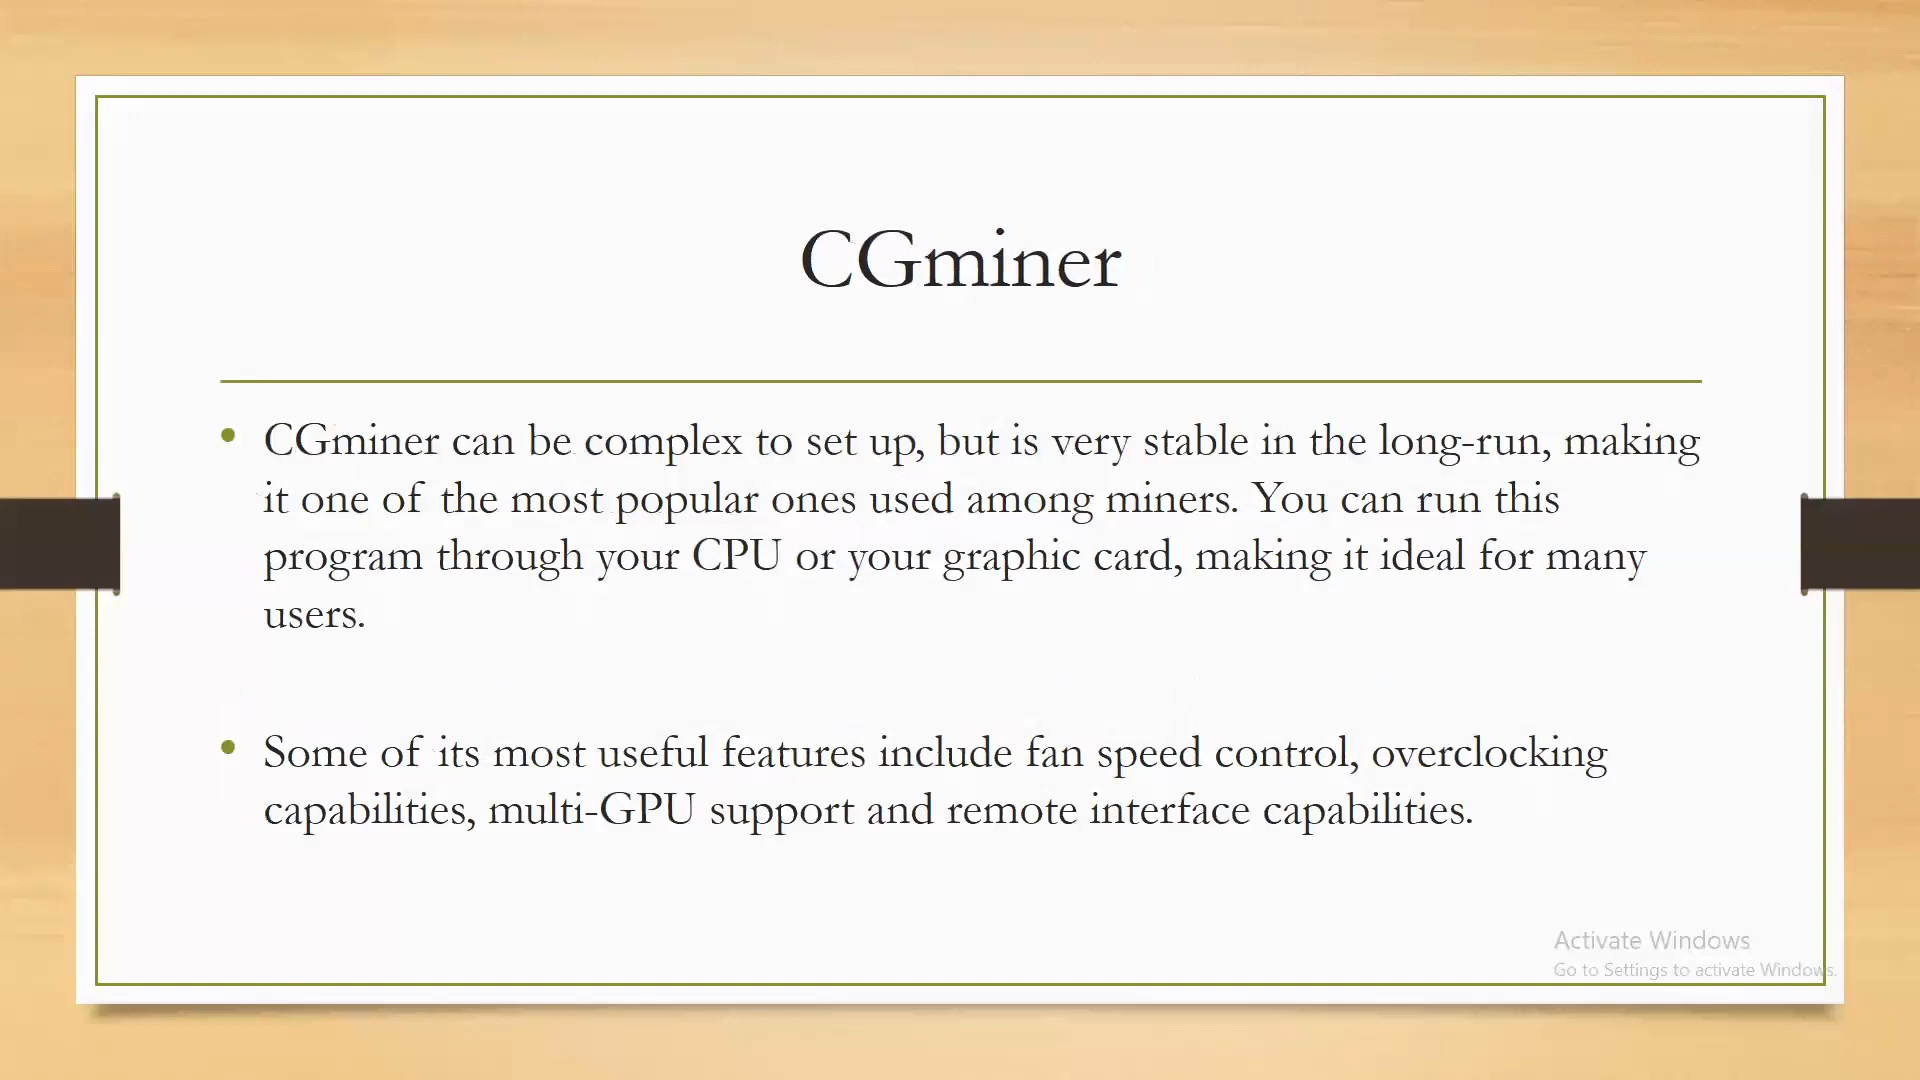 CGminer
• CGminer can be complex to set up, but is very stable in the long-run, making
it one of the most popular ones used among miners. You can run this
program through your CPU or your graphic card, making it ideal for many
users.
• Some of its most useful features include fan speed control, overclocking
capabilities, multi-GPU support and remote interface capabilities.
Activate Windows
Go to Settings to activate Windows.